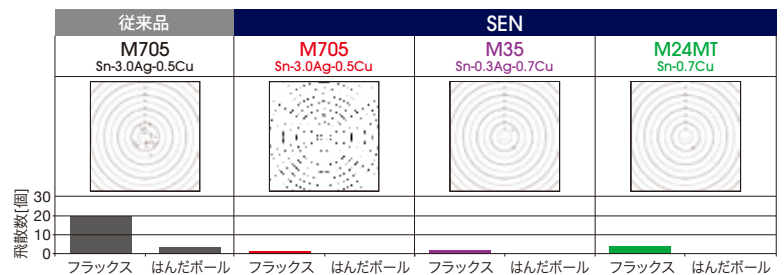 従来品
SEN
M705
Sn-3.0Ag-0.5Cu
M705
Sn-3.0Ag-0.5Cu
M35
Sn-0.3Ag-0.7Cu
M24MT
Sn-0.7Cu
飛散数[個]
30
20
10
0
フラックス はんだボール フラックス はんだボール フラックス はんだボール フラックス はんだボール